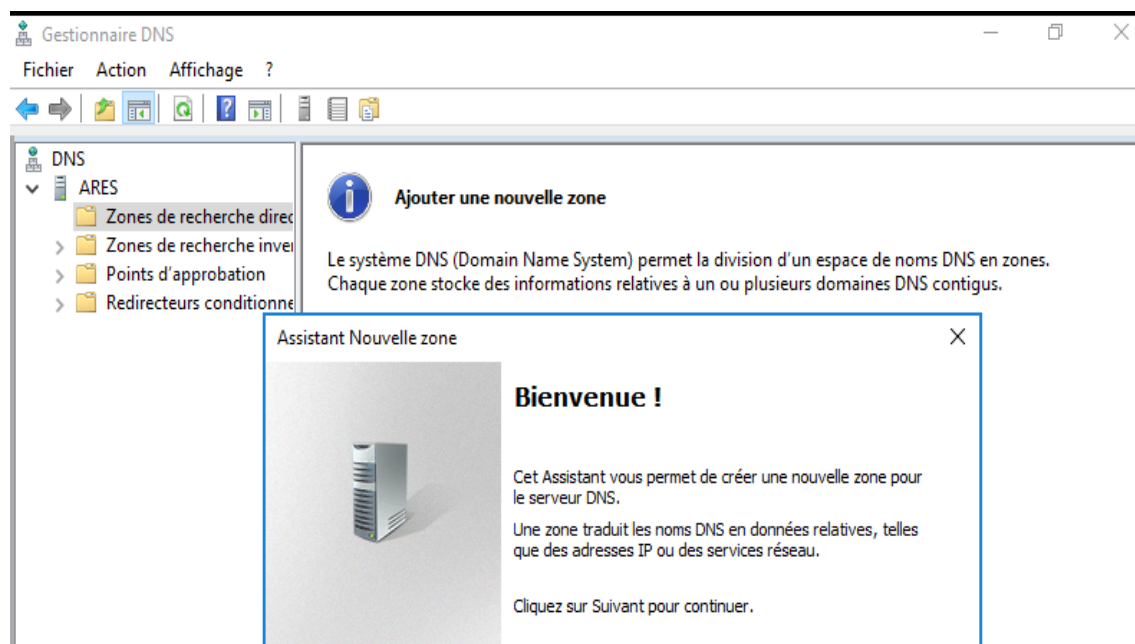 Gestionnaire DNS
Fichier Action Affichage ?
DNS
ARES
Zones de recherche direc
Zones de recherche inver
Points d'approbation
Redirecteurs conditionne
Ajouter une nouvelle zone
Le système DNS (Domain Name System) permet la division d'un espace de noms DNS en zones.
Chaque zone stocke des informations relatives à un ou plusieurs domaines DNS contigus.
Assistant Nouvelle zone
Bienvenue !
Cet Assistant vous permet de créer une nouvelle zone pour
le serveur DNS.
Une zone traduit les noms DNS en données relatives, telles
que des adresses IP ou des services réseau.
Cliquez sur Suivant pour continuer.